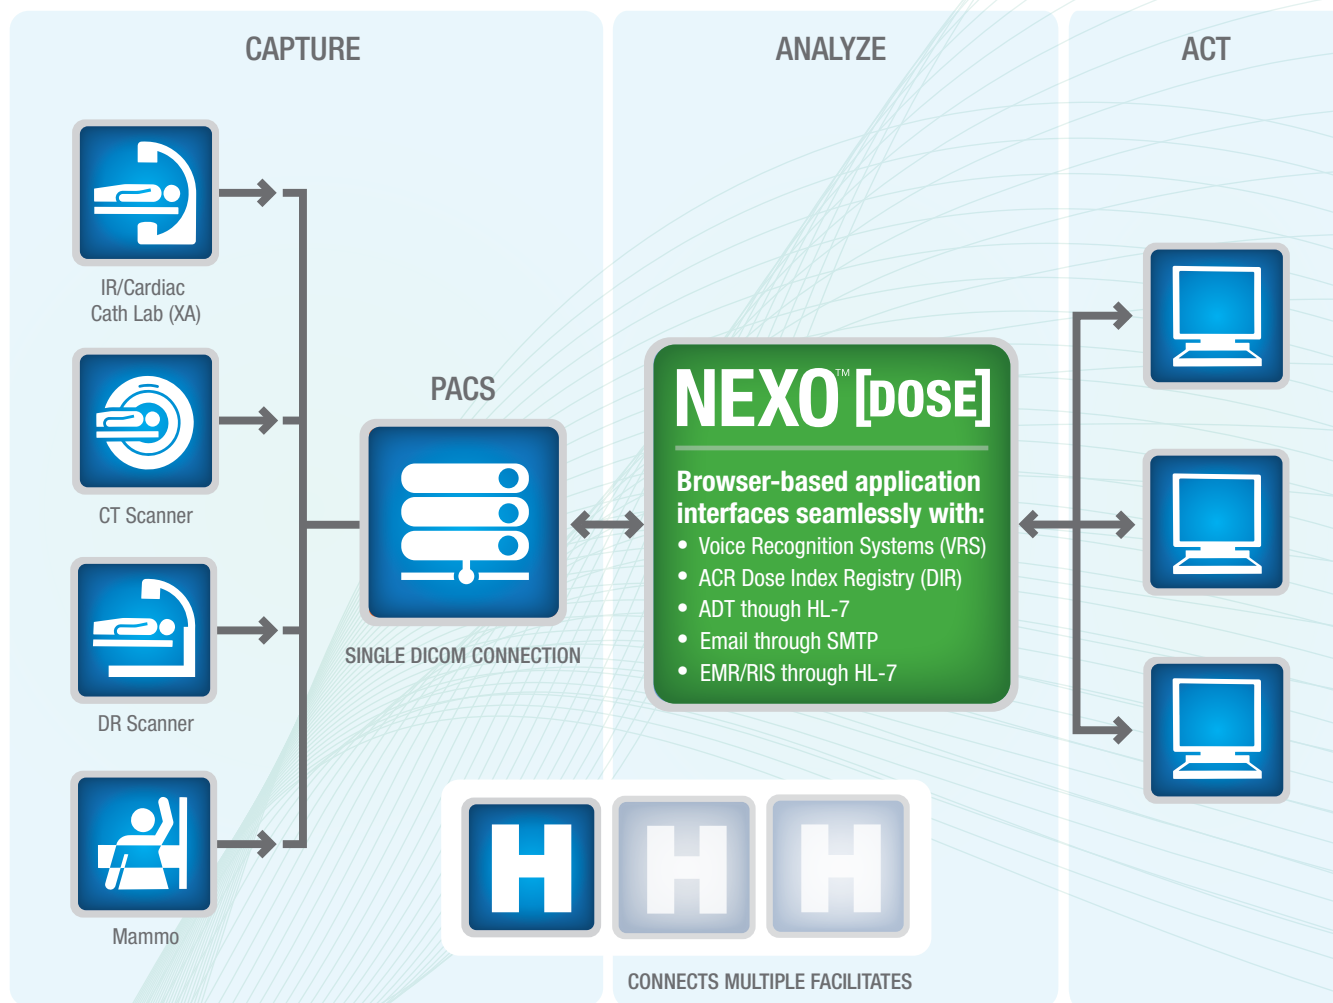 CAPTURE
ANALYZE
ACT
IR/Cardiac
Cath Lab (XA)
CT Scanner
DR Scanner
Mammo
PACS
SINGLE DICOM CONNECTION
NEXO™ [DOSE]
Browser-based application
interfaces seamlessly with:
• Voice Recognition Systems (VRS)
• ACR Dose Index Registry (DIR)
• ADT though HL-7
• Email through SMTP
• EMR/RIS through HL-7
H H H
CONNECTS MULTIPLE FACILITATES